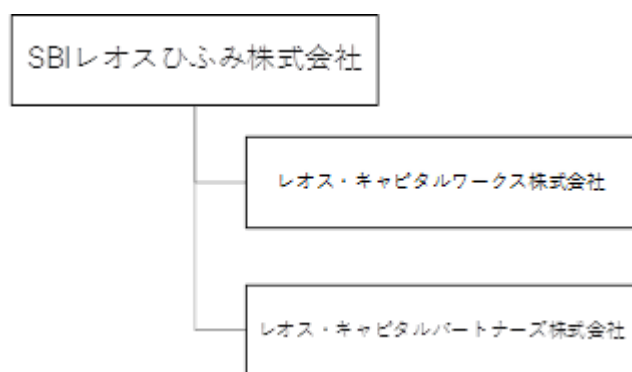 SBIレオスひふみ株式会社
レオス・キャピタルワークス株式会社
レオス・キャピタルパートナーズ株式会社